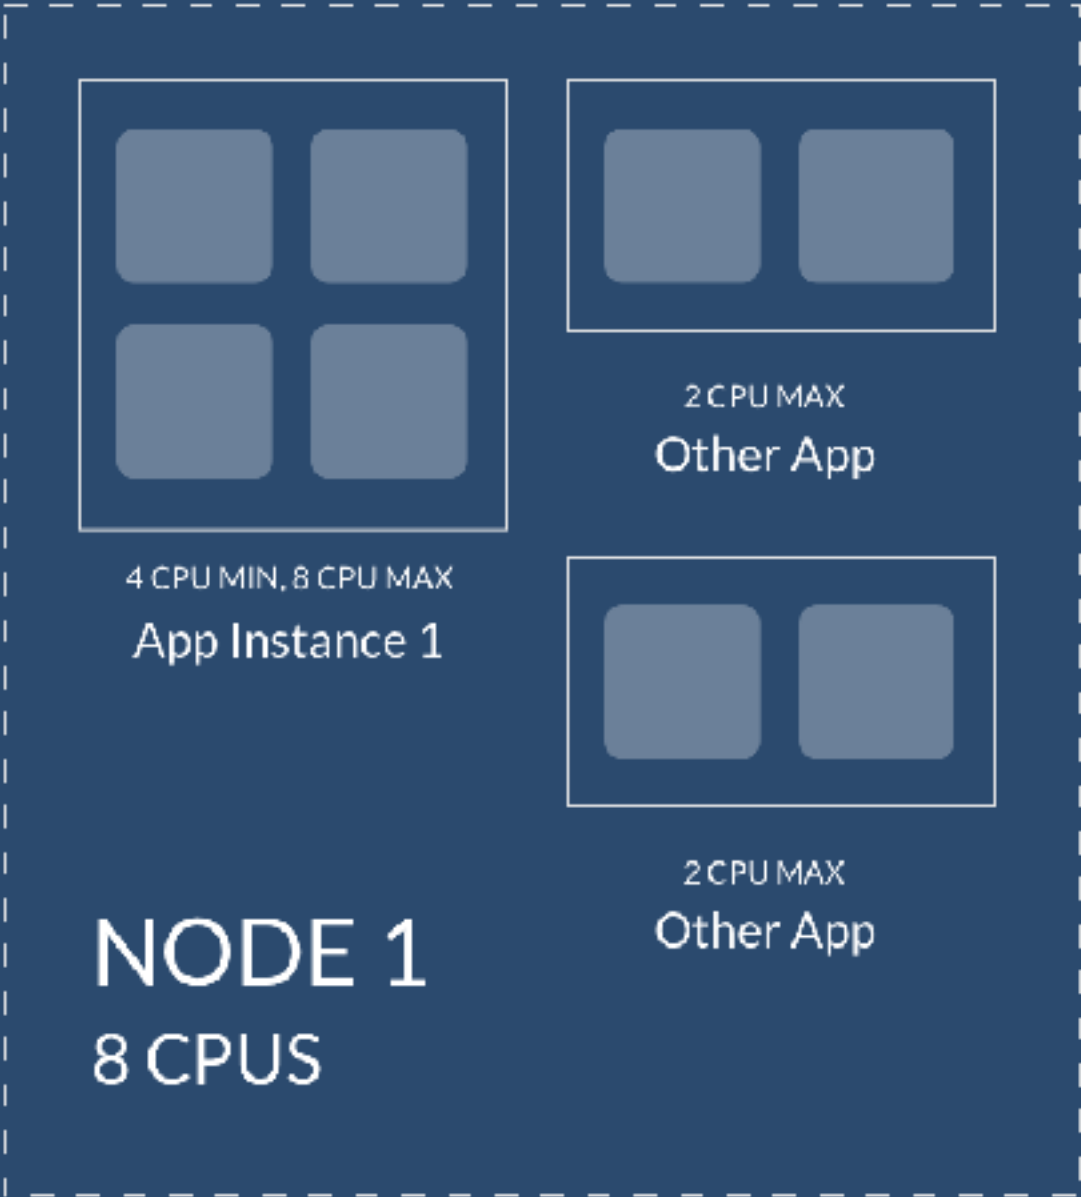 4 CPU MIN, 8 CPU MAX
App Instance 1
2 CPU MAX
Other App
2 CPU MAX
Other App
NODE 1
8 CPUS